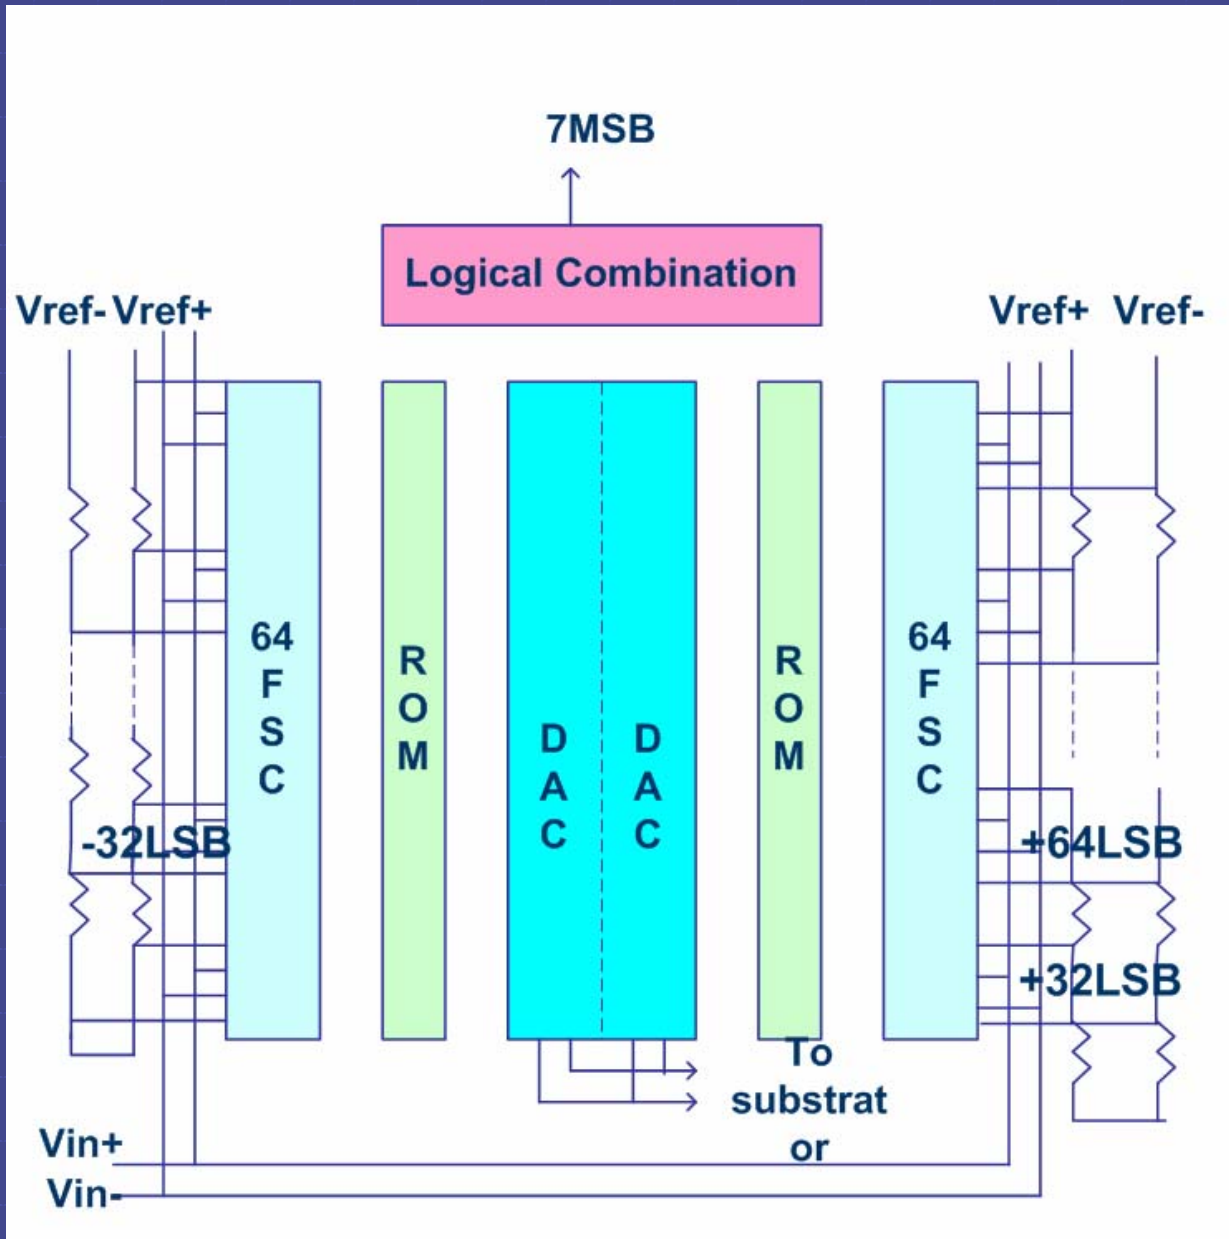 7MSB
Logical Combination
Vref- Vref+
Vref+ Vref-
64
F
S
C
R
O
M
D
A
C
D
A
C
R
O
M
64
F
S
C
-32LSB
+64LSB
+32LSB
To
substrat
or
Vin+
Vin-